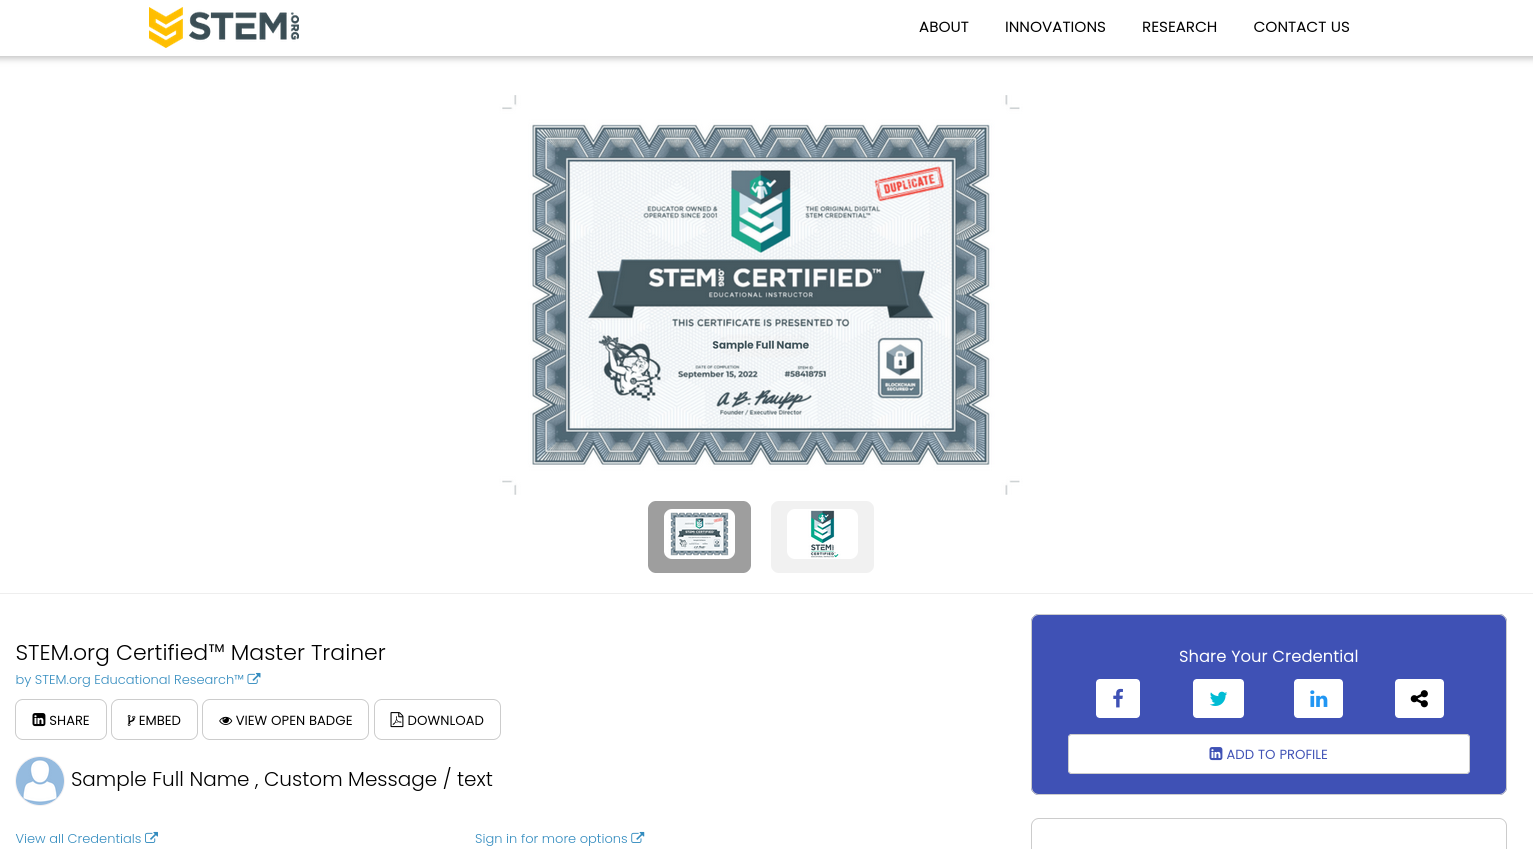 STEM.ORG
ABOUT
INNOVATIONS
RESEARCH
CONTACT US
DUPLICATE
EDUCATOR OWNED &
OPERATED SINCE 2001
THE ORIGINAL DIGITAL
STEM CREDENTIAL™
STEM.ORG CERTIFIED™
EDUCATIONAL INSTRUCTOR
THIS CERTIFICATE IS PRESENTED TO
Sample Full Name
DATE OF COMPLETION
September 15, 2022
STEM ID
#58418751
BLOCKCHAIN
SECURED
A. B. Raupp
Founder / Executive Director
STEM
CERTIFIED
STEM.org Certified™ Master Trainer
by STEM.org Educational Research™
SHARE
EMBED
VIEW OPEN BADGE
DOWNLOAD
Sample Full Name , Custom Message / text
View all Credentials
Sign in for more options
Share Your Credential
ADD TO PROFILE